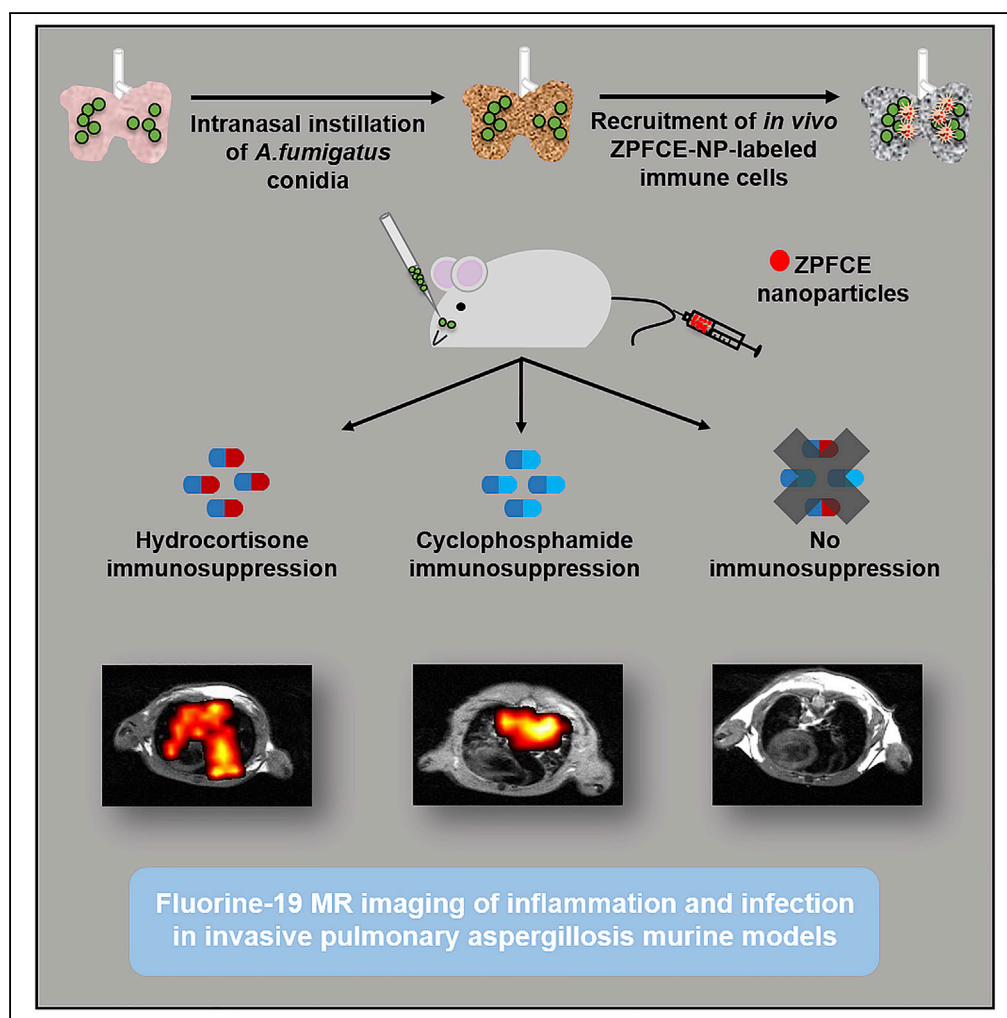 Intranasal instillation
of A.fumigatus
conidia
Recruitment of in vivo
ZPFCE-NP-labeled
immune cells
ZPFCE
nanoparticles
Hydrocortisone
immunosuppression
Cyclophosphamide
immunosuppression
No
immunosuppression
Fluorine-19 MR imaging of inflammation and infection
in invasive pulmonary aspergillosis murine models